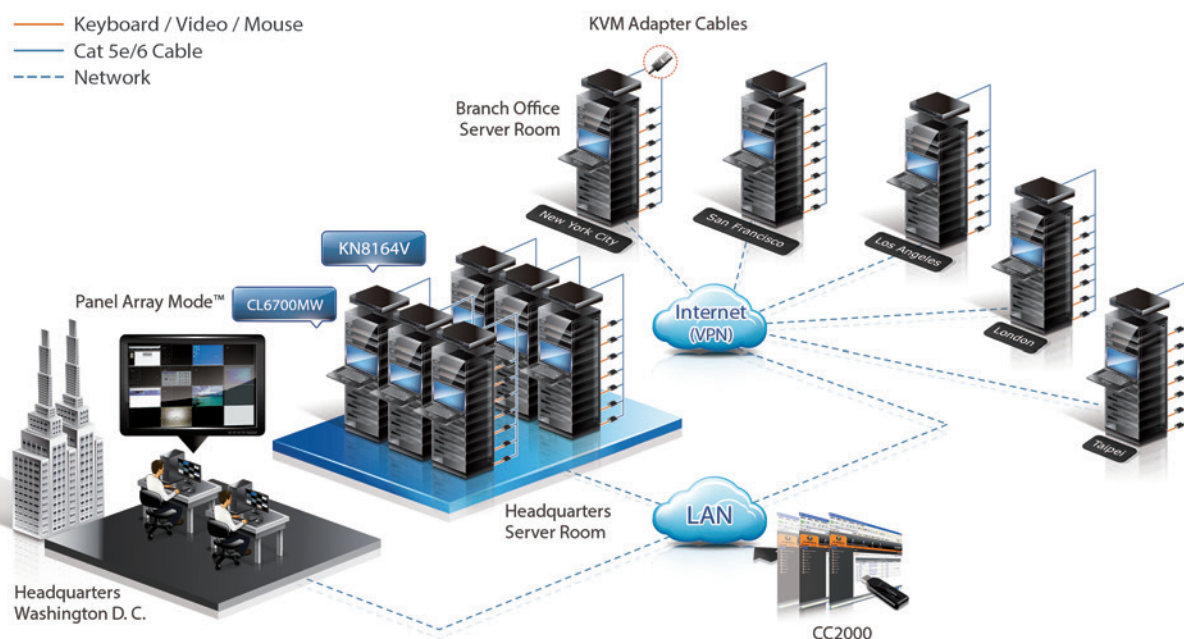 Keyboard / Video / Mouse
Cat 5e/6 Cable
Network
KVM Adapter Cables
Branch Office
Server Room
New York City
San Francisco
Los Angeles
London
Taipei
KN8164V
CL6700MW
Panel Array Mode™
Internet
(VPN)
LAN
Headquarters
Server Room
Headquarters
Washington D. C.
CC2000